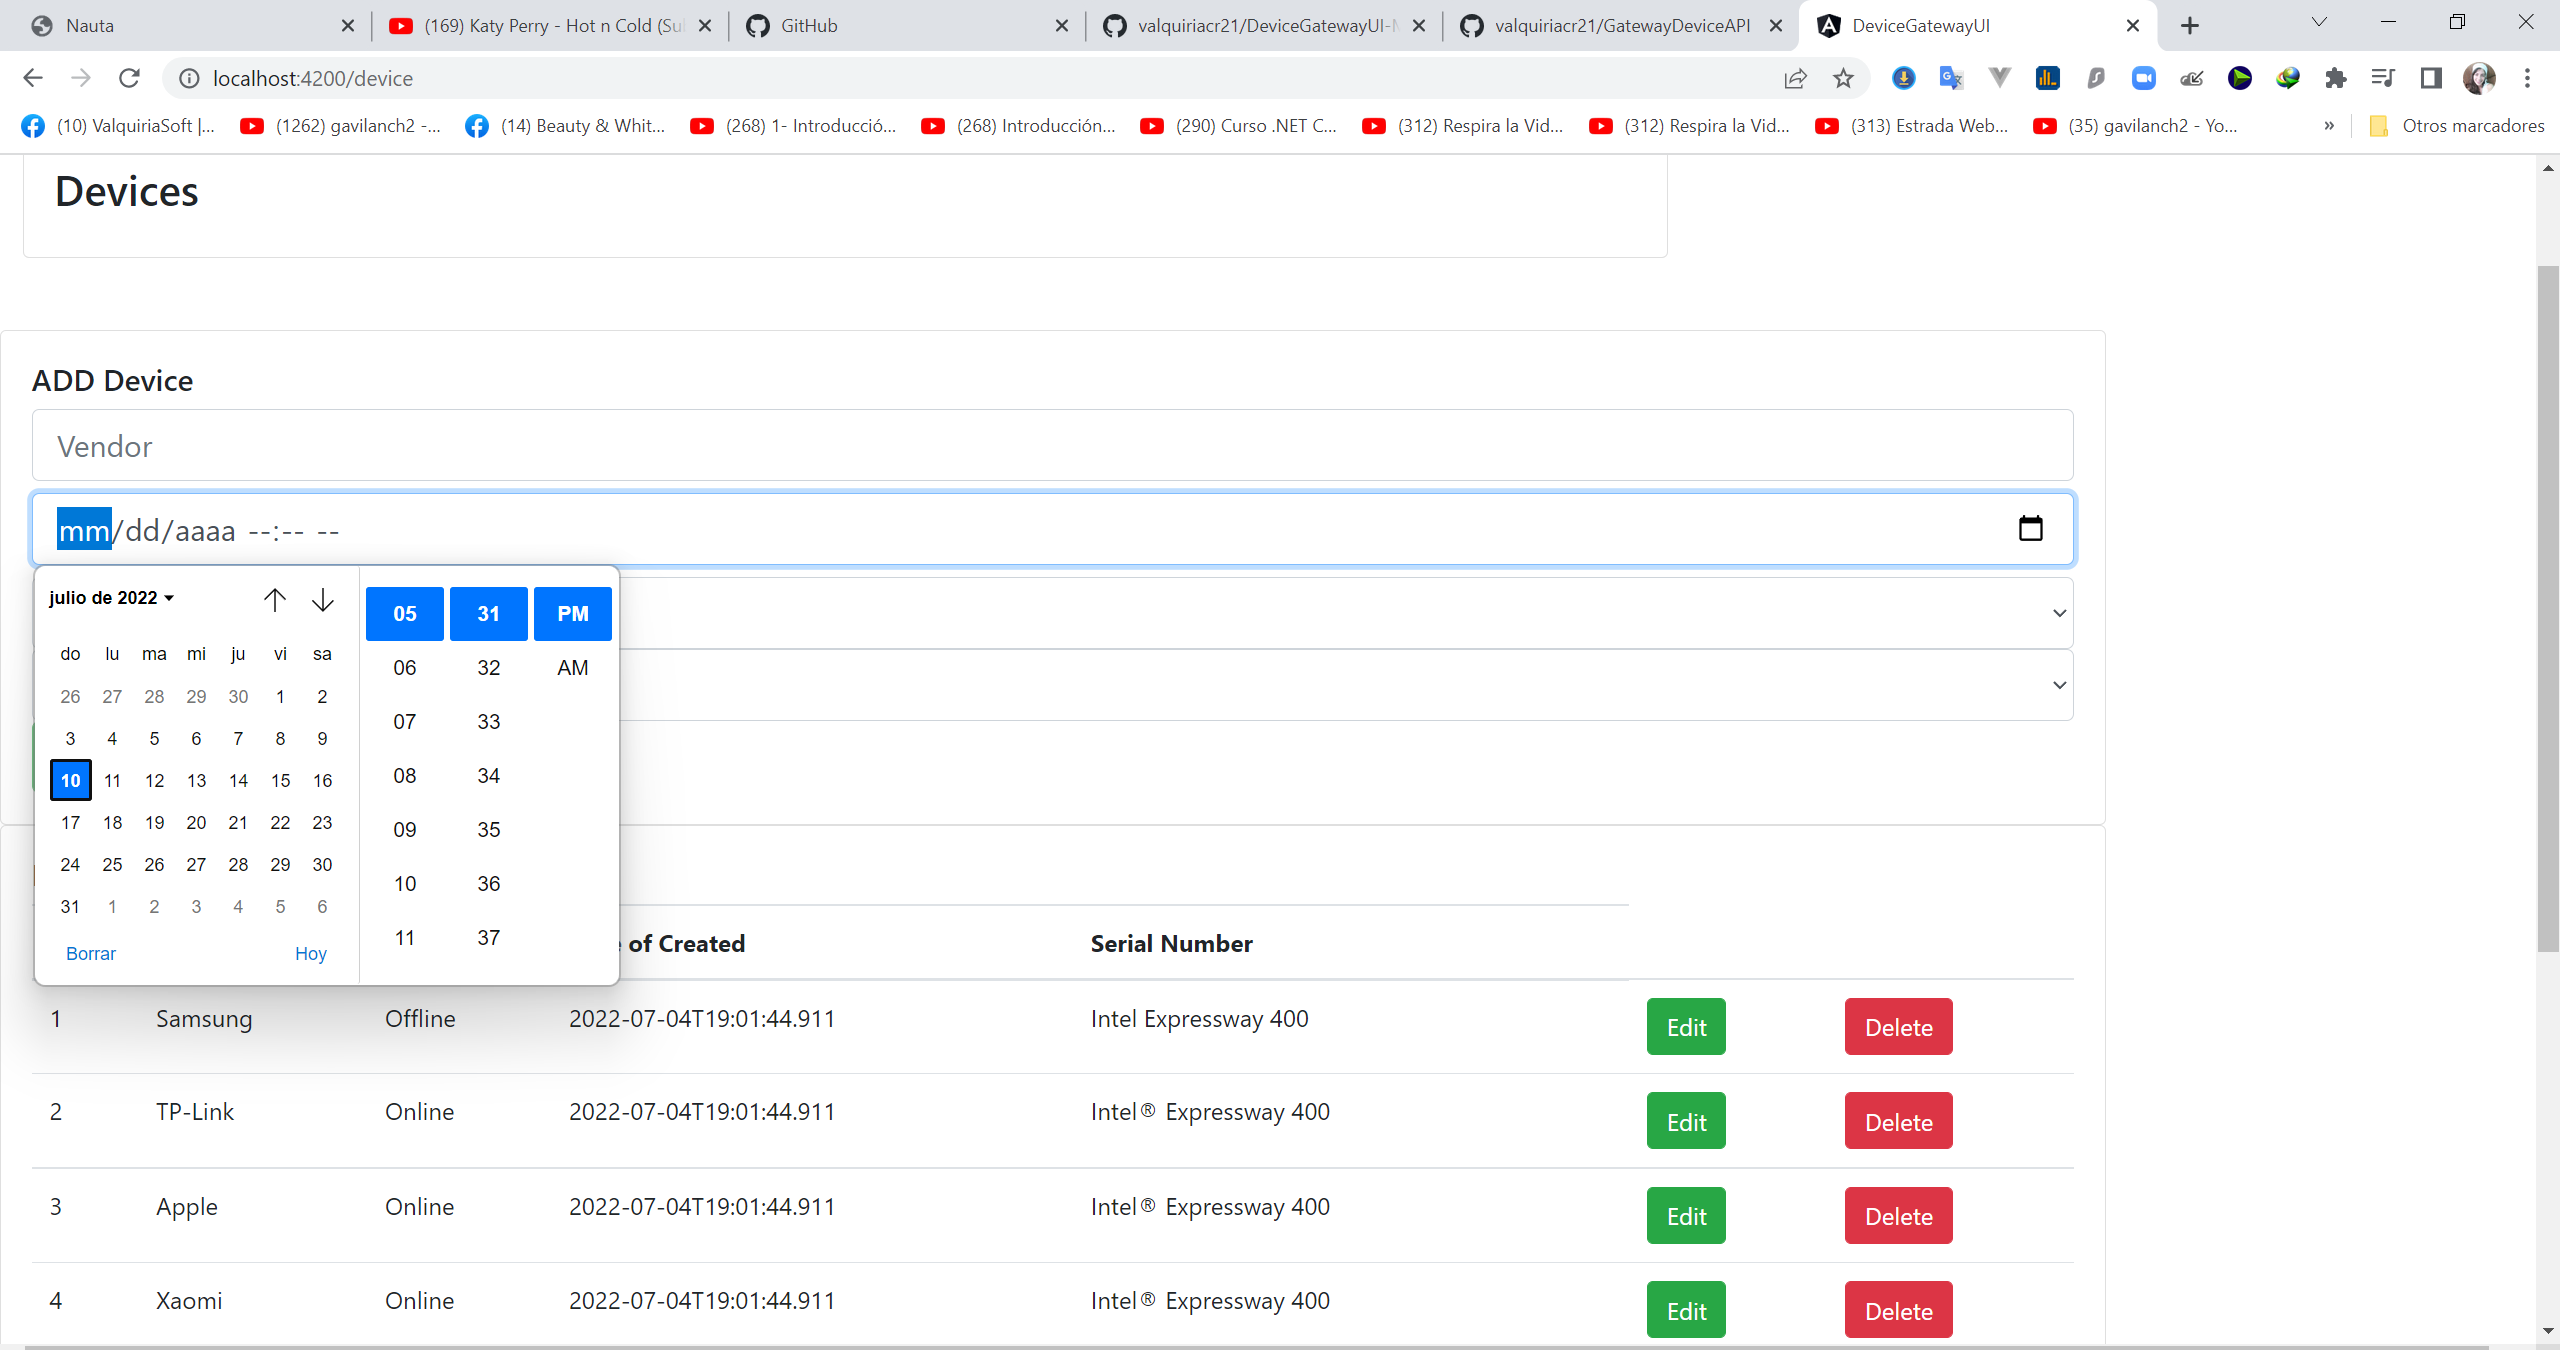 Nauta
(169) Katy Perry - Hot n Cold (Su
GitHub
valquiriacr21/DeviceGatewayUI-
valquiriacr21/GatewayDeviceAPI
DeviceGatewayUI
localhost:4200/device
(10) ValquiriaSoft |...
(1262) gavilanch2 -...
(14) Beauty & Whit...
(268) 1- Introducció...
(268) Introducción...
(290) Curso .NET C...
(312) Respira la Vid...
(312) Respira la Vid...
(313) Estrada Web...
(35) gavilanch2 - Yo...
»
Otros marcadores
Devices
ADD Device
Vendor
mm/dd/aaaa --:-- --
julio de 2022
do lu ma mi ju vi sa
26 27 28 29 30 1 2
3 4 5 6 7 8 9
10 11 12 13 14 15 16
17 18 19 20 21 22 23
24 25 26 27 28 29 30
31 1 2 3 4 5 6
Borrar Hoy
05 31 PM
06 32 AM
07 33
08 34
09 35
10 36
11 37
of Created Serial Number
1 Samsung Offline 2022-07-04T19:01:44.911 Intel Expressway 400 Edit Delete
2 TP-Link Online 2022-07-04T19:01:44.911 Intel® Expressway 400 Edit Delete
3 Apple Online 2022-07-04T19:01:44.911 Intel® Expressway 400 Edit Delete
4 Xaomi Online 2022-07-04T19:01:44.911 Intel® Expressway 400 Edit Delete